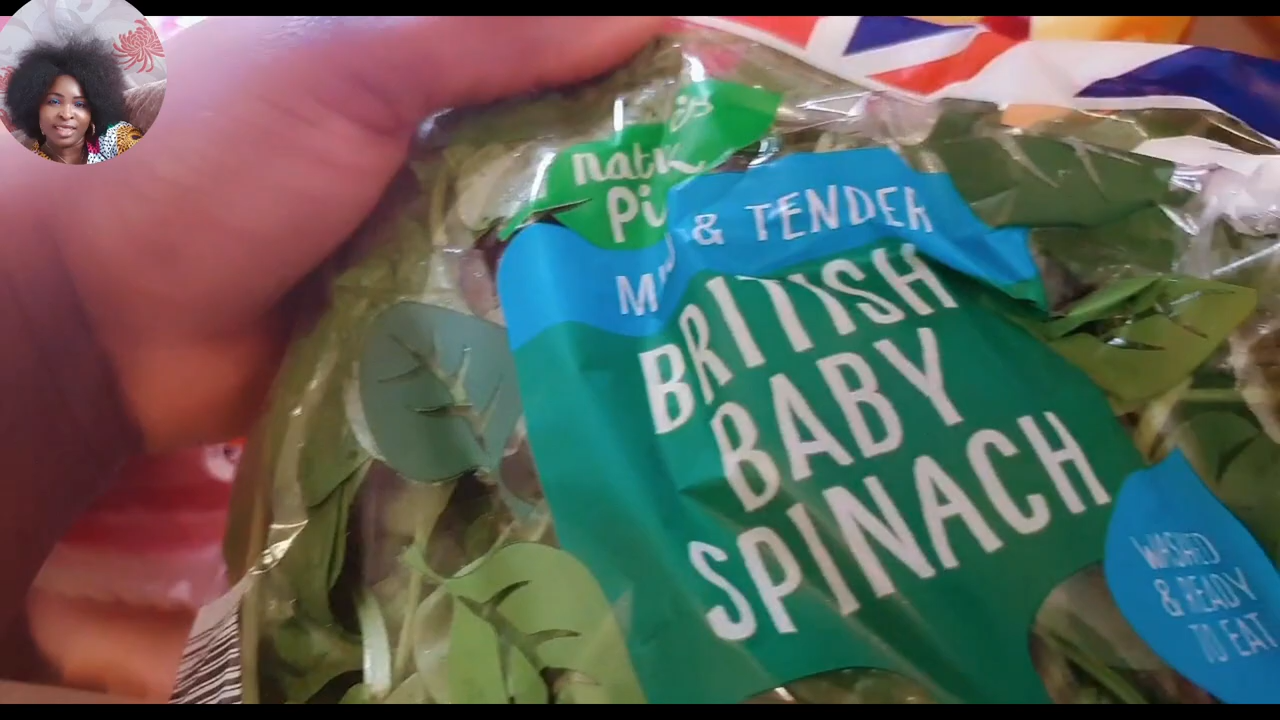 & TENDER
BRITISH
BABY
SPINACH
WASHED
& READY
TO EAT